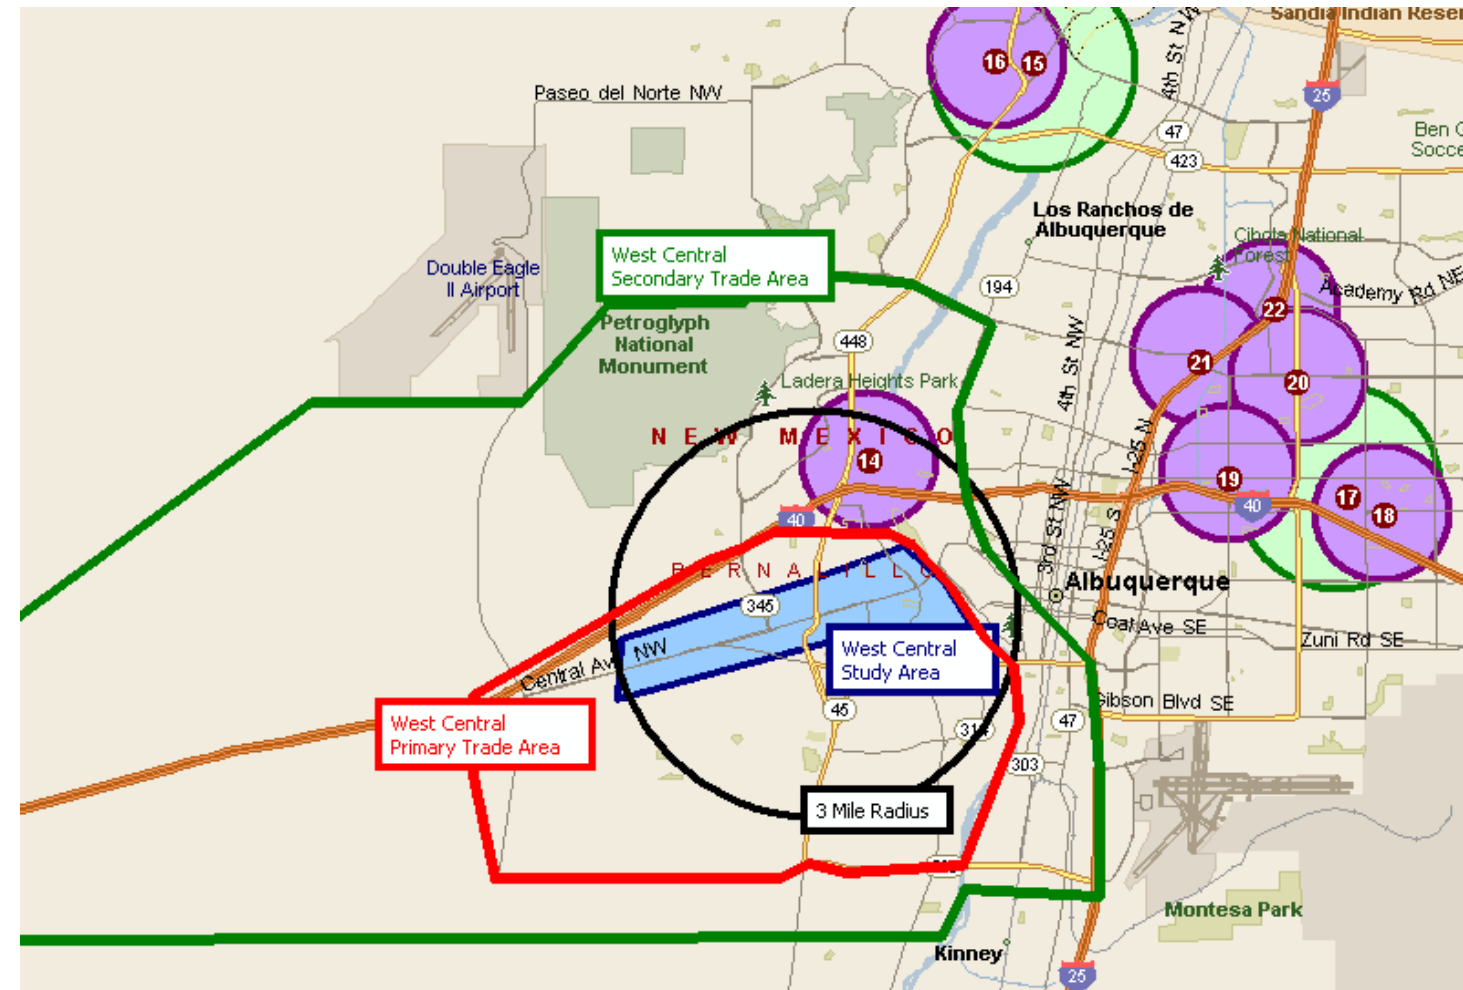 Sandia Indian Reser
16
15
4th St NW
25
Paseo del Norte NW
47
423
Ben
Socce
Los Ranchos de
Albuquerque
Cibola National
Forest
West Central
Secondary Trade Area
Double Eagle
II Airport
194
Academy Rd NE
22
Petroglyph
National
Monument
448
4th St NW
21
20
Ladera Heights Park
NEW MEXICO
I-25 N
14
19
17
18
40
40
3rd St NW
I-25 S
BERNALILLO
Albuquerque
345
Coal Ave SE
Zuni Rd SE
West Central
Study Area
Central Av NW
Gibson Blvd SE
45
47
314
West Central
Primary Trade Area
303
3 Mile Radius
Montesa Park
Kinney
25